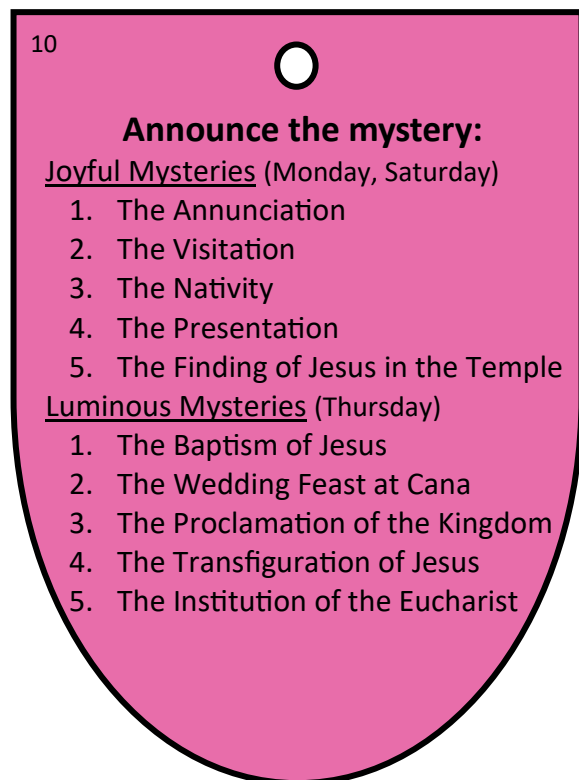 10
Announce the mystery:
Joyful Mysteries (Monday, Saturday)
1. The Annunciation
2. The Visitation
3. The Nativity
4. The Presentation
5. The Finding of Jesus in the Temple
Luminous Mysteries (Thursday)
1. The Baptism of Jesus
2. The Wedding Feast at Cana
3. The Proclamation of the Kingdom
4. The Transfiguration of Jesus
5. The Institution of the Eucharist